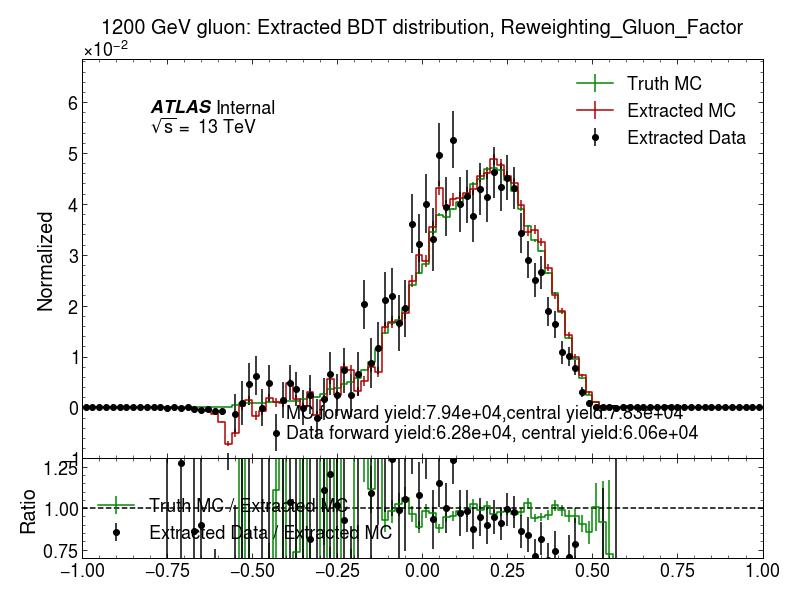 1200 GeV gluon: Extracted BDT distribution, Reweighting_Gluon_Factor
×10⁻²
ATLAS Internal
√s = 13 TeV
Truth MC
Extracted MC
Extracted Data
Normalized
6
5
4
3
2
1
0
MC forward yield:7.94e+04,central yield:7.83e+04
Data forward yield:6.28e+04, central yield:6.06e+04
Ratio
1.25
1.00
0.75
Truth MC / Extracted MC
Extracted Data / Extracted MC
−1.00 −0.75 −0.50 −0.25 0.00 0.25 0.50 0.75 1.00